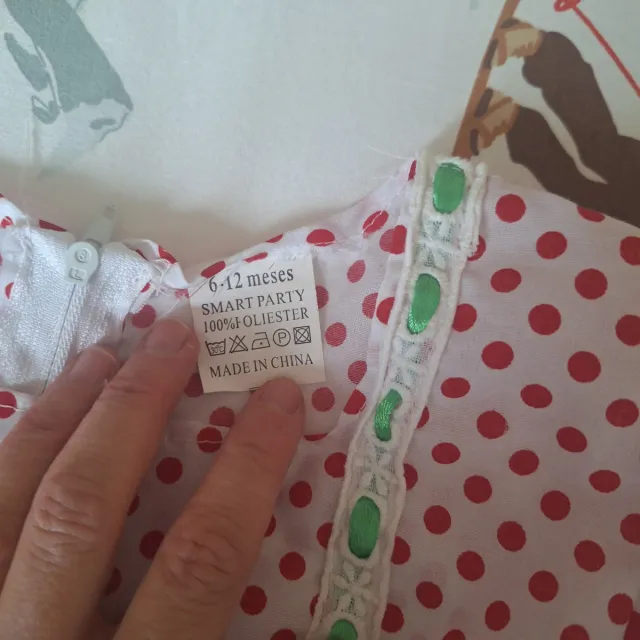 6-12 meses
SMART PARTY
100%POLIESTER
MADE IN CHINA